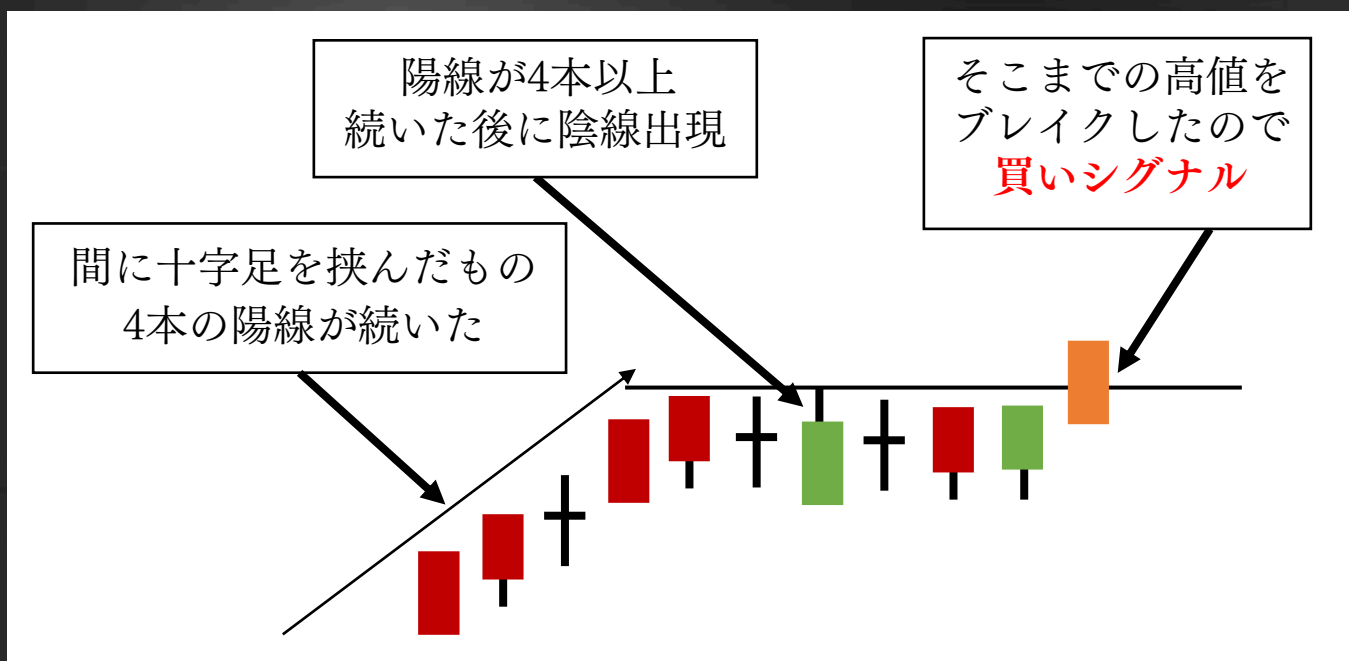 陽線が4本以上
続いた後に陰線出現
そこまでの高値を
ブレイクしたので
買いシグナル
間に十字足を挟んだもの
4本の陽線が続いた